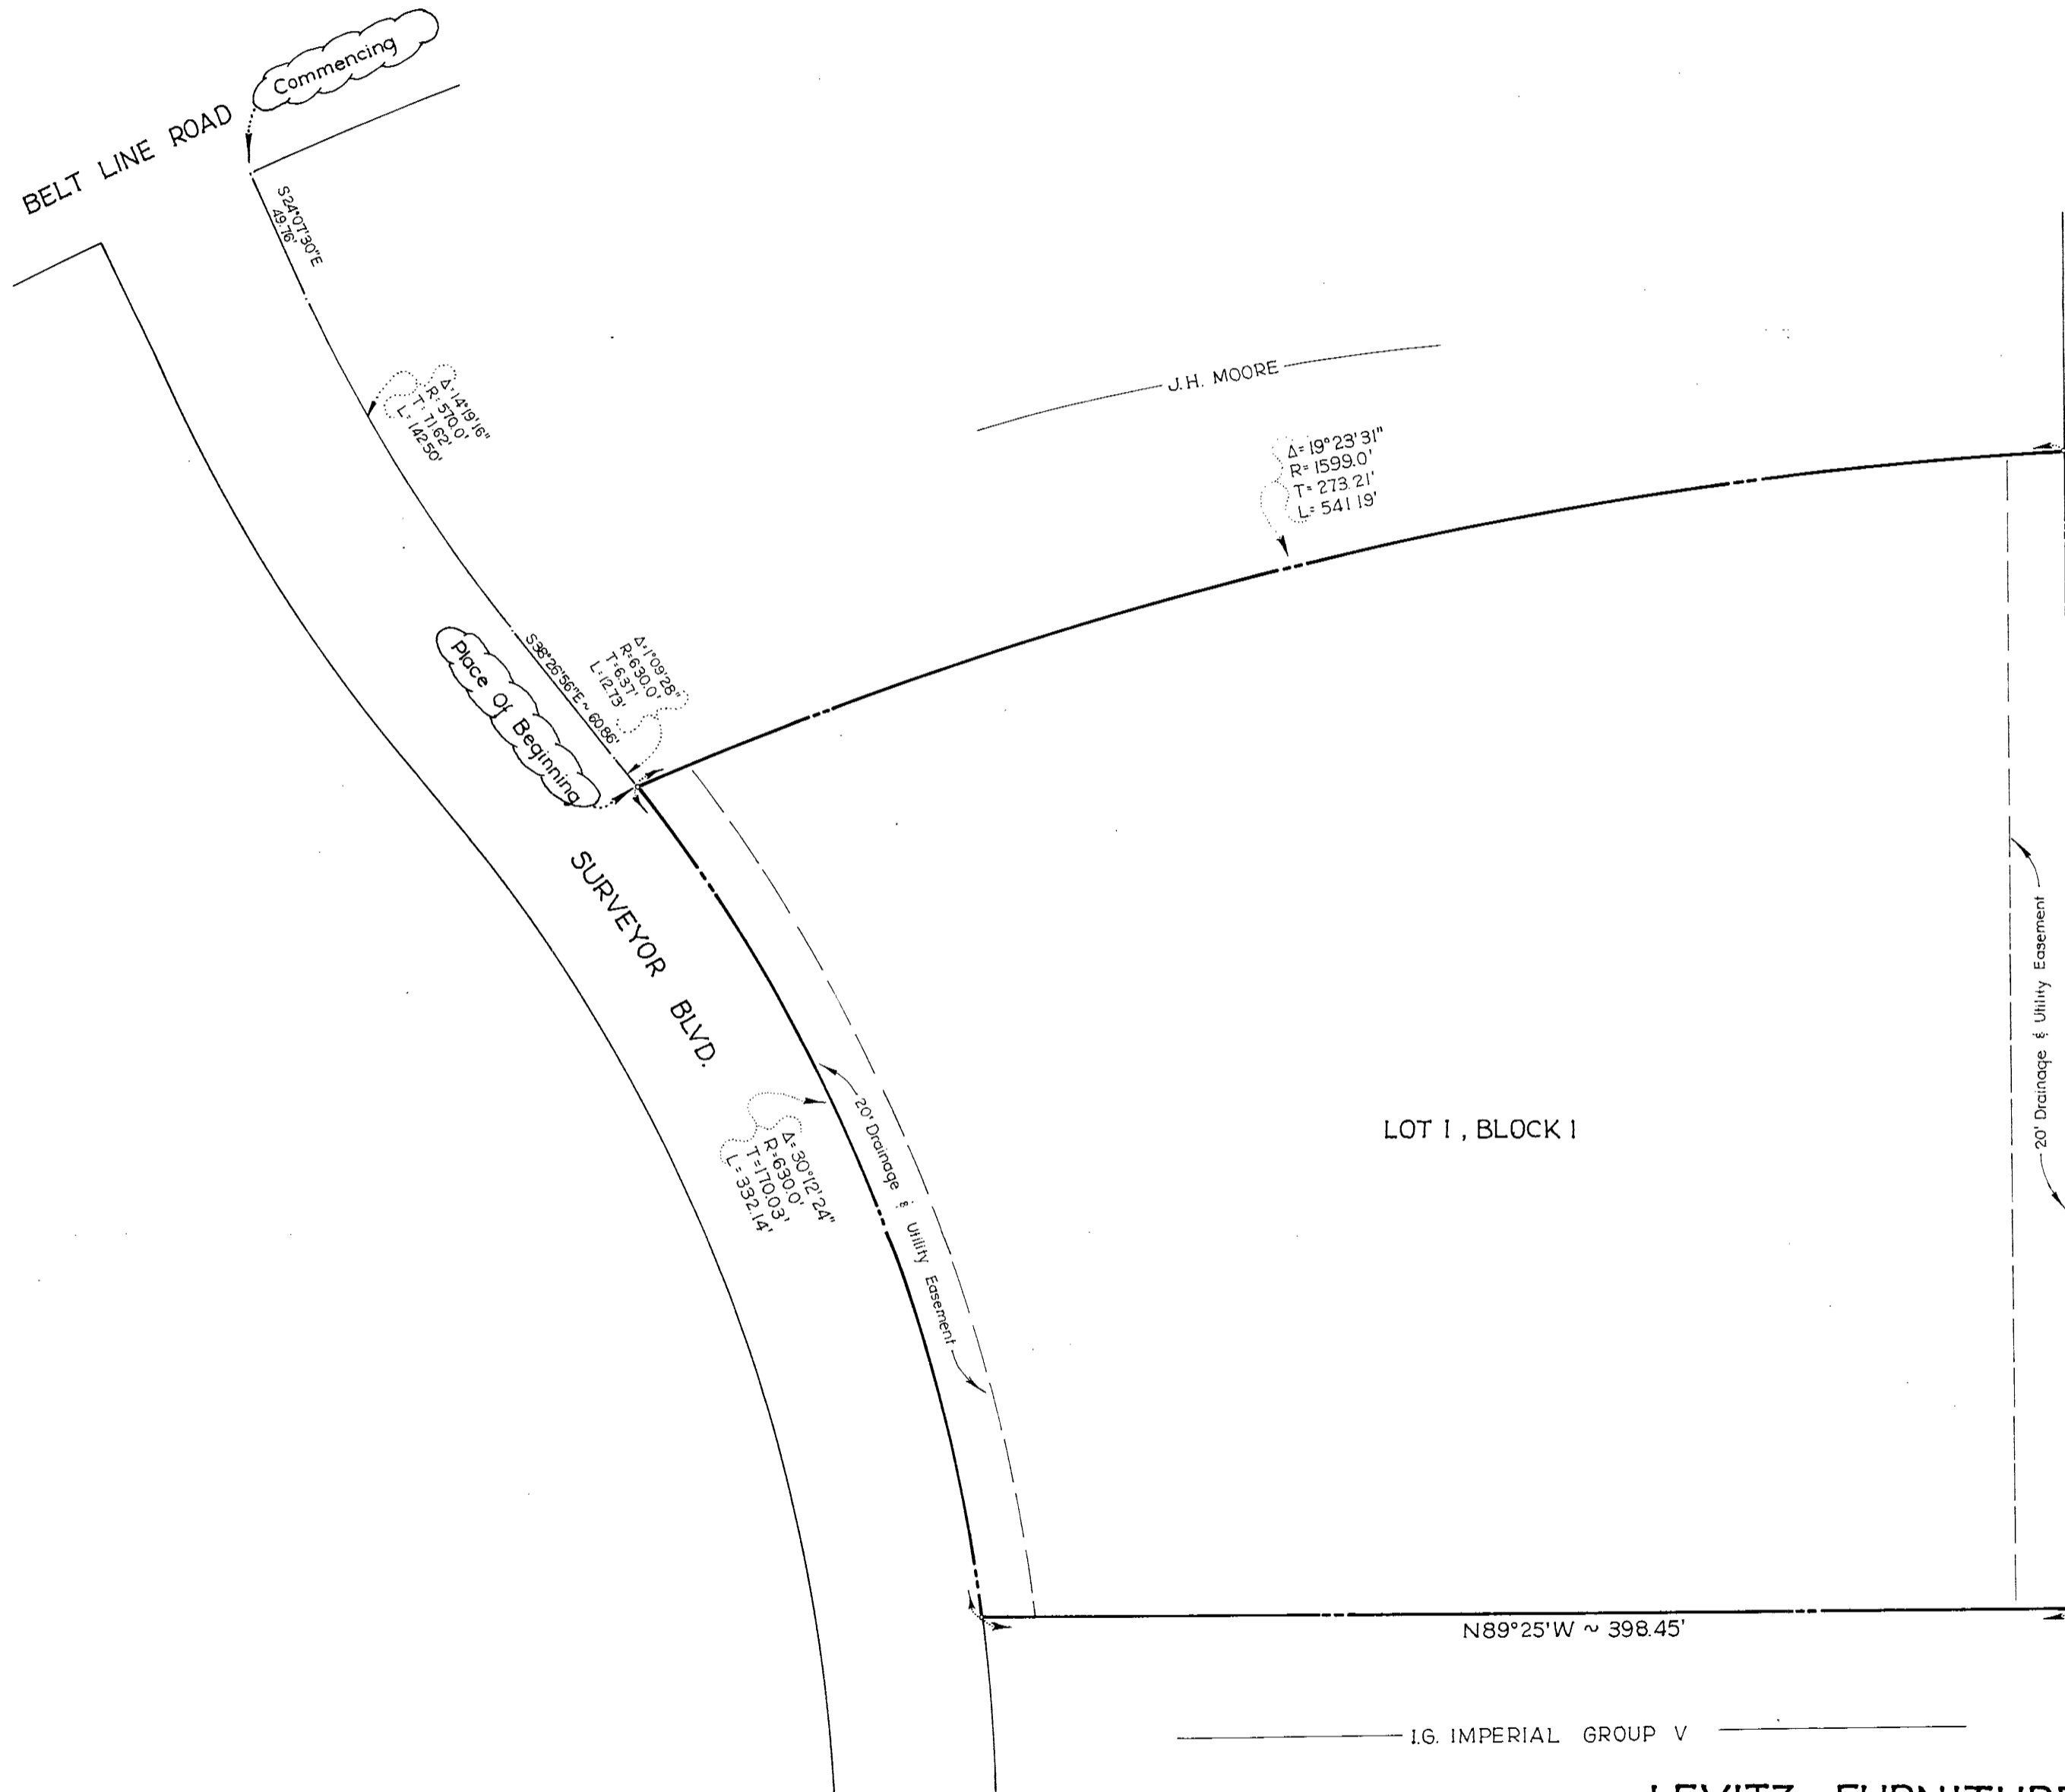 Commencing
BELT LINE ROAD
S24°07'30"E
49.76'
Δ=14°19'16"
R=570.0'
T=71.62'
L=142.50'
J.H. MOORE
Δ=19°23'31"
R=1599.0'
T=273.21'
L=541.19'
S38°26'56"E ~ 60.86'
Δ=1°09'28"
R=630.0'
T=6.37'
L=12.73'
Place Of Beginning
SURVEYOR BLVD.
20' Drainage & Utility Easement
Δ=30°12'24"
R=630.0'
T=170.03'
L=332.14'
20' Drainage & Utility Easement
LOT 1, BLOCK 1
N89°25'W ~ 398.45'
I.G. IMPERIAL GROUP V
LEVITZ FURNITURE